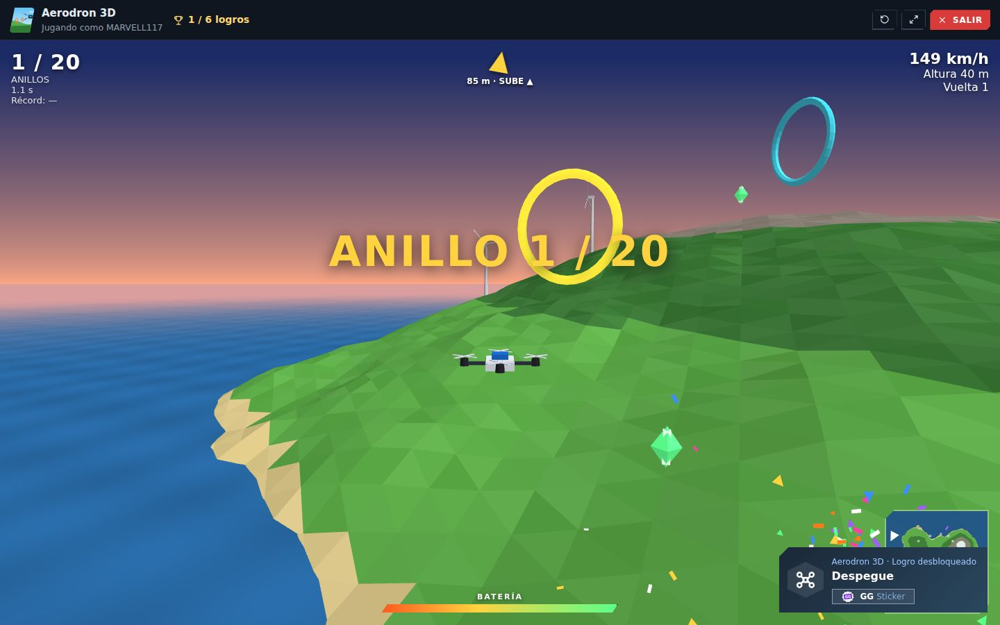 Aerodron 3D
Jugando como MARVELL117
1 / 6 logros
SALIR
1 / 20
ANILLOS
1.1 s
Récord: —
85 m · SUBE ▲
149 km/h
Altura 40 m
Vuelta 1
ANILLO 1 / 20
BATERÍA
Aerodron 3D · Logro desbloqueado
Despegue
GG GG Sticker